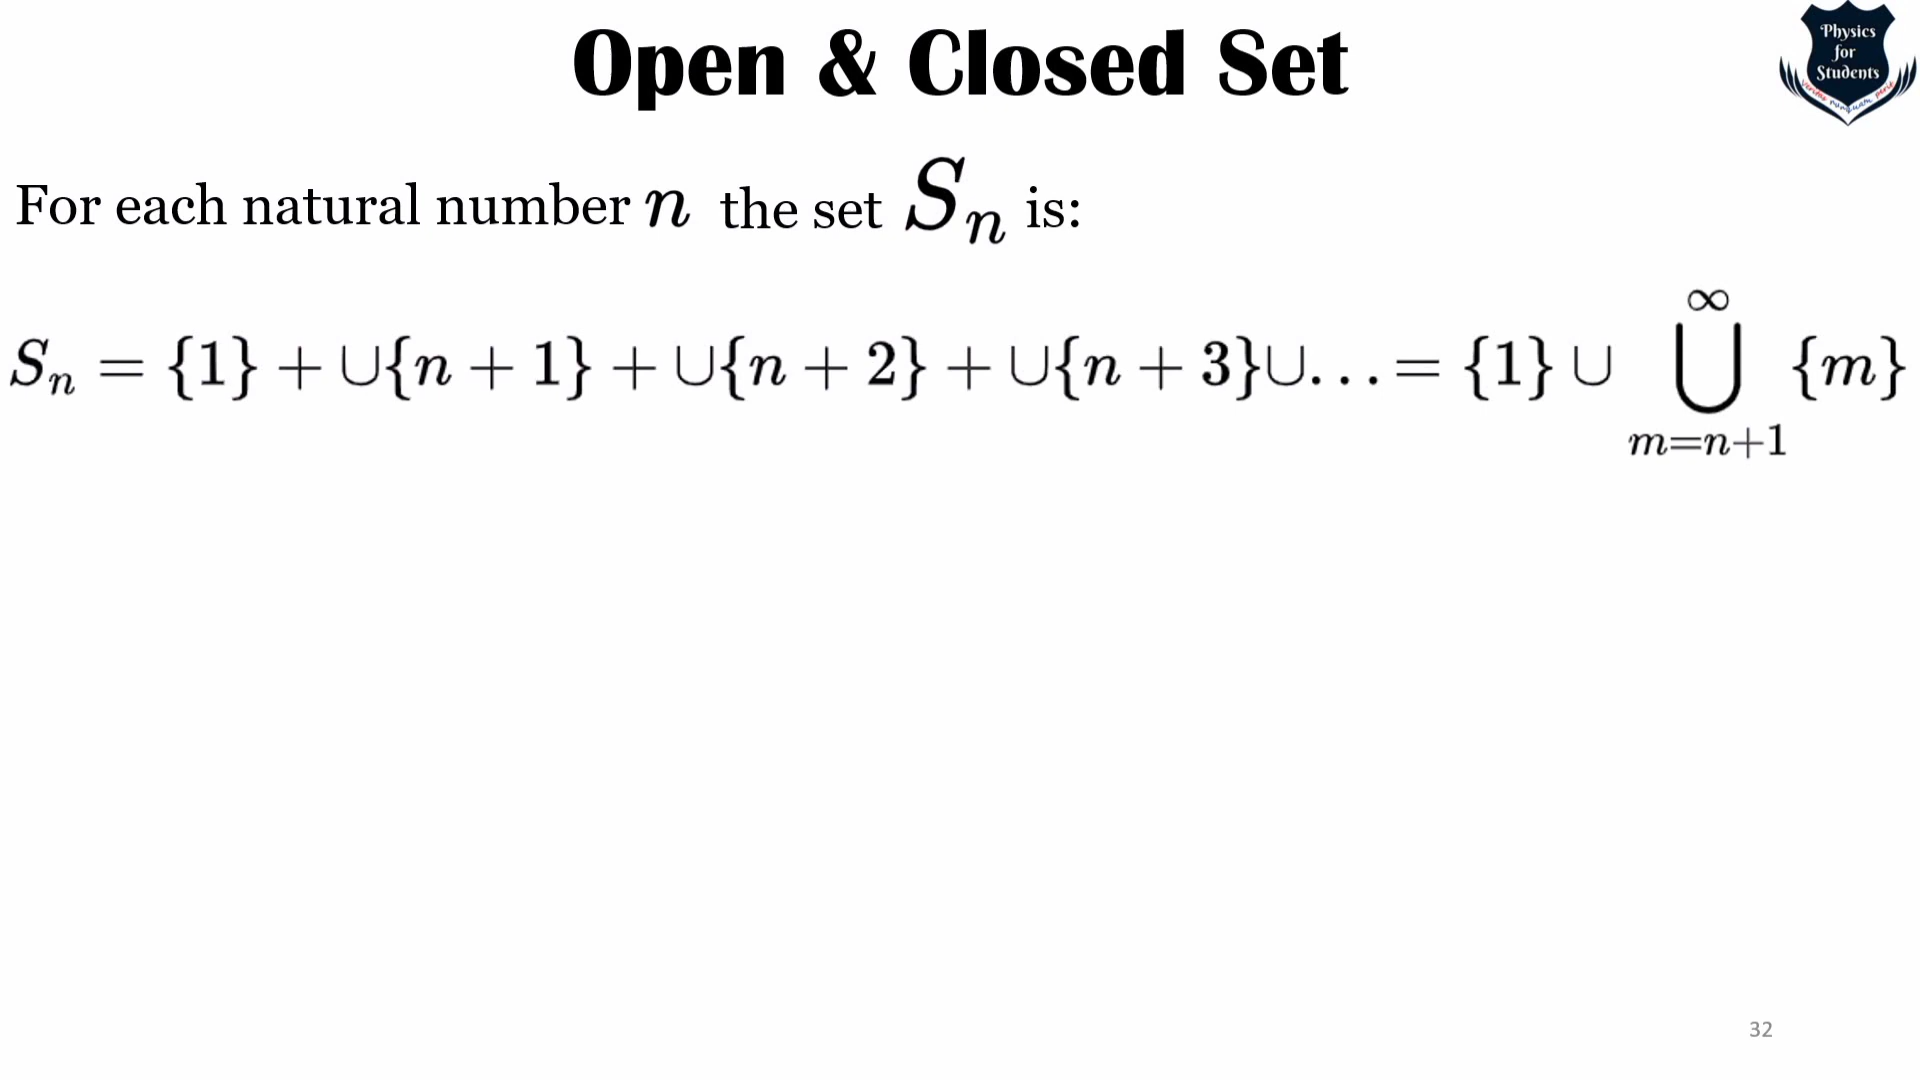 Open & Closed Set
Physics
for
Students
For each natural number n the set Sₙ is:
Sₙ = {1} + ∪{n + 1} + ∪{n + 2} + ∪{n + 3}∪... = {1} ∪ ⋃_{m=n+1}^{∞} {m}
32